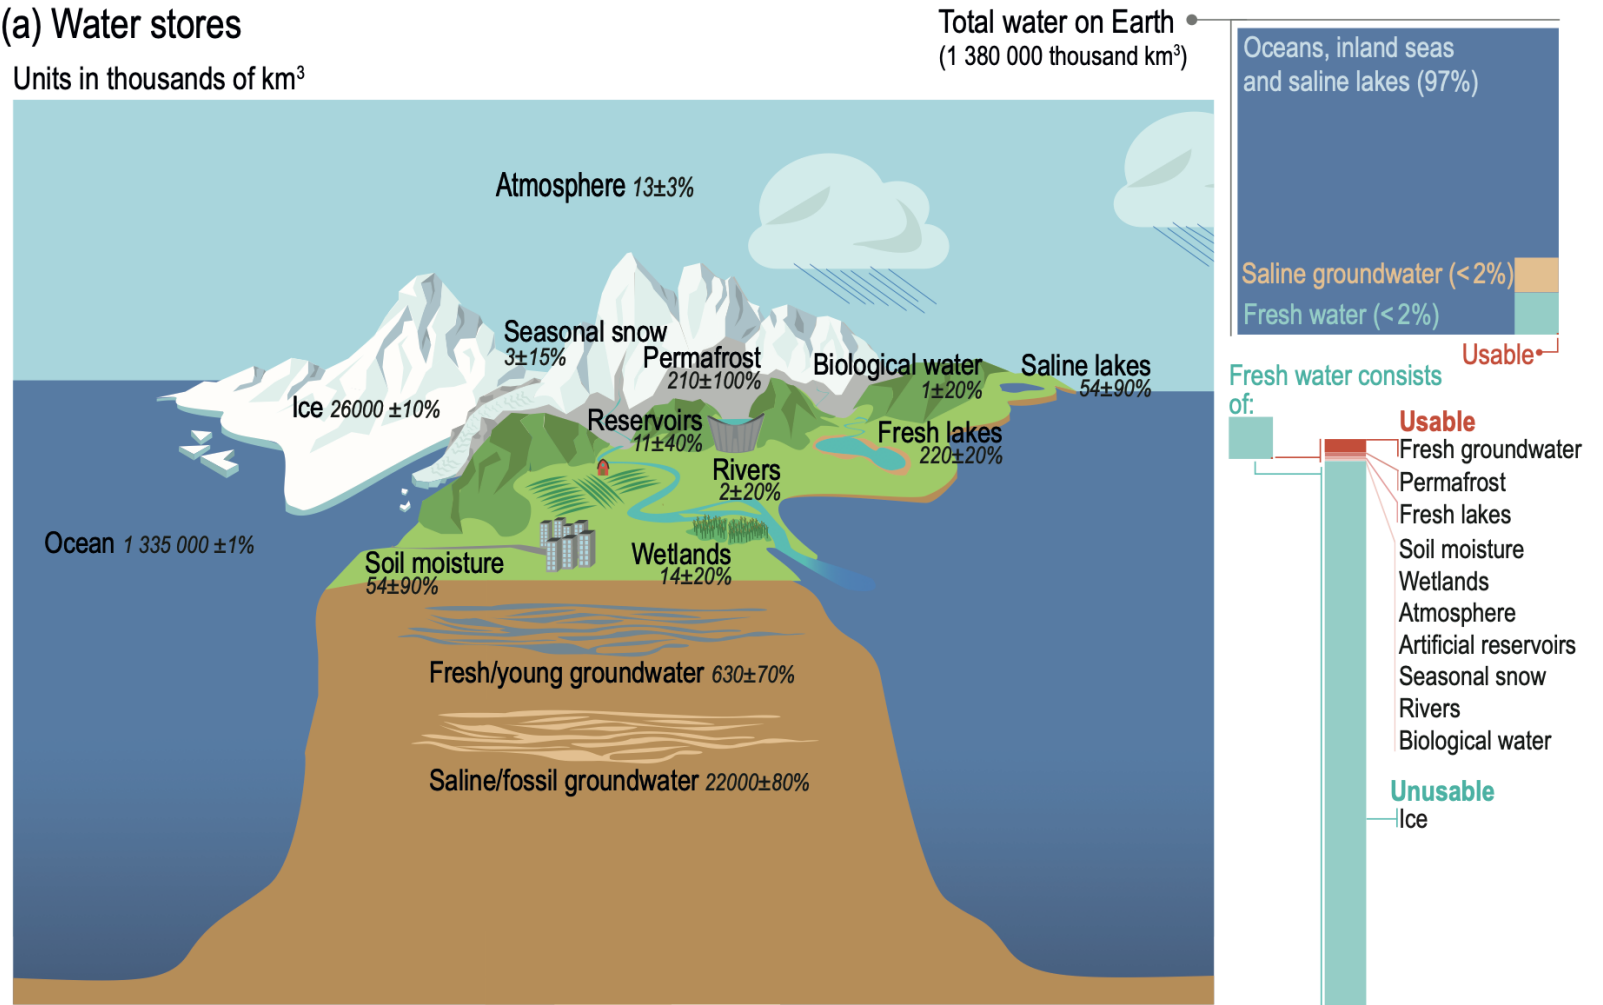 (a) Water stores
Units in thousands of km³
Total water on Earth
(1 380 000 thousand km³)
Oceans, inland seas
and saline lakes (97%)
Saline groundwater (< 2%)
Fresh water (< 2%)
Usable
Atmosphere 13±3%
Seasonal snow
3±15%
Permafrost
210±100%
Biological water
1±20%
Saline lakes
54±90%
Ice 26000 ±10%
Reservoirs
11±40%
Fresh lakes
220±20%
Rivers
2±20%
Ocean 1 335 000 ±1%
Soil moisture
54±90%
Wetlands
14±20%
Fresh/young groundwater 630±70%
Saline/fossil groundwater 22000±80%
Fresh water consists
of:
Usable
Fresh groundwater
Permafrost
Fresh lakes
Soil moisture
Wetlands
Atmosphere
Artificial reservoirs
Seasonal snow
Rivers
Biological water
Unusable
Ice